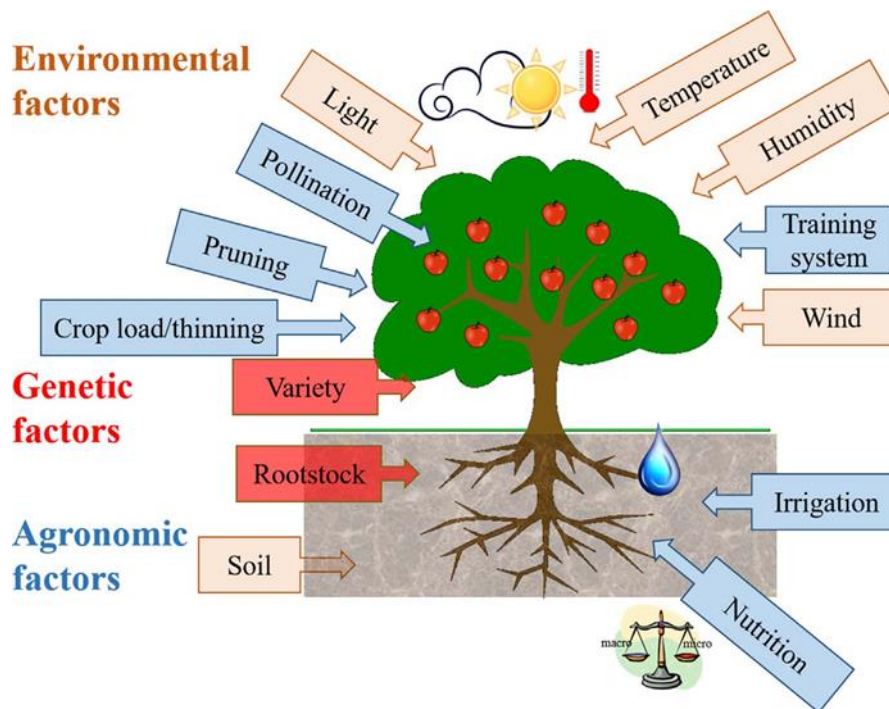 Environmental
factors
Light
Temperature
Humidity
Pollination
Pruning
Training
system
Crop load/thinning
Wind
Genetic
factors
Variety
Rootstock
Irrigation
Agronomic
factors
Soil
Nutrition
macro
micro